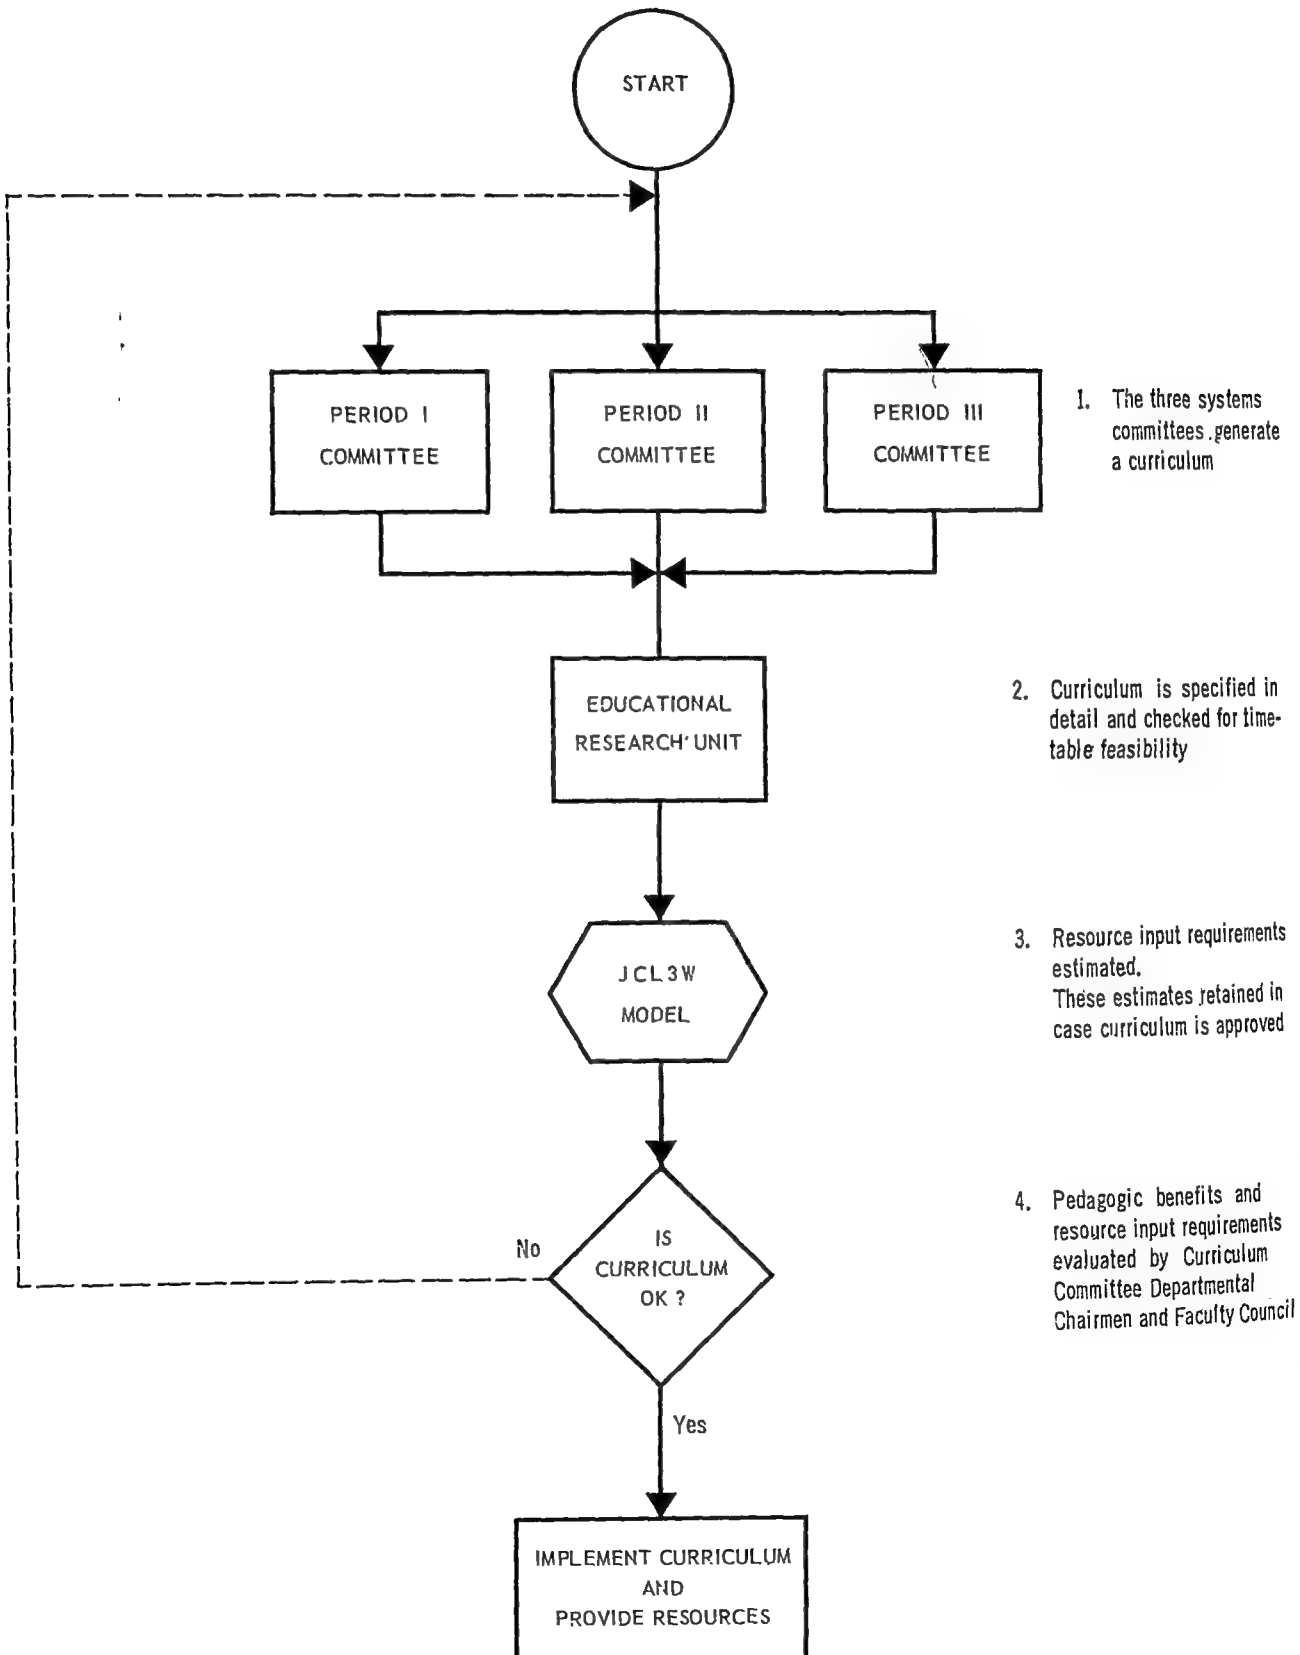 START
PERIOD I
COMMITTEE
PERIOD II
COMMITTEE
PERIOD III
COMMITTEE
1. The three systems
committees generate
a curriculum
EDUCATIONAL
RESEARCH UNIT
2. Curriculum is specified in
detail and checked for time-
table feasibility
JCL3W
MODEL
3. Resource input requirements
estimated.
These estimates retained in
case curriculum is approved
IS
CURRICULUM
OK ?
No
4. Pedagogic benefits and
resource input requirements
evaluated by Curriculum
Committee Departmental
Chairmen and Faculty Council
Yes
IMPLEMENT CURRICULUM
AND
PROVIDE RESOURCES